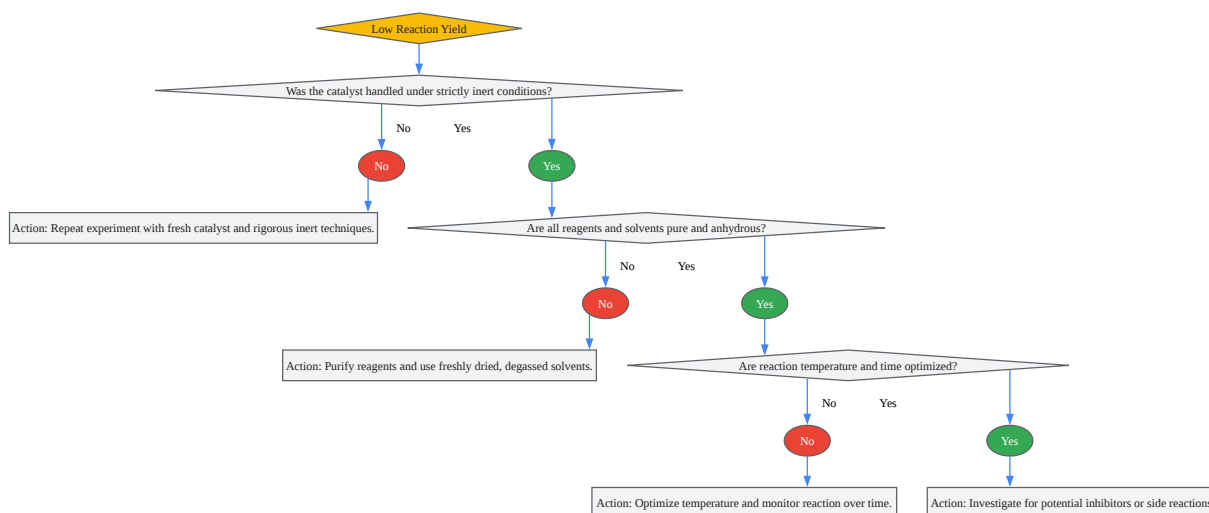 Low Reaction Yield
Was the catalyst handled under strictly inert conditions?
No Yes
No Yes
Action: Repeat experiment with fresh catalyst and rigorous inert techniques.
Are all reagents and solvents pure and anhydrous?
No Yes
No Yes
Action: Purify reagents and use freshly dried, degassed solvents.
Are reaction temperature and time optimized?
No Yes
No Yes
Action: Optimize temperature and monitor reaction over time.
Action: Investigate for potential inhibitors or side reactions